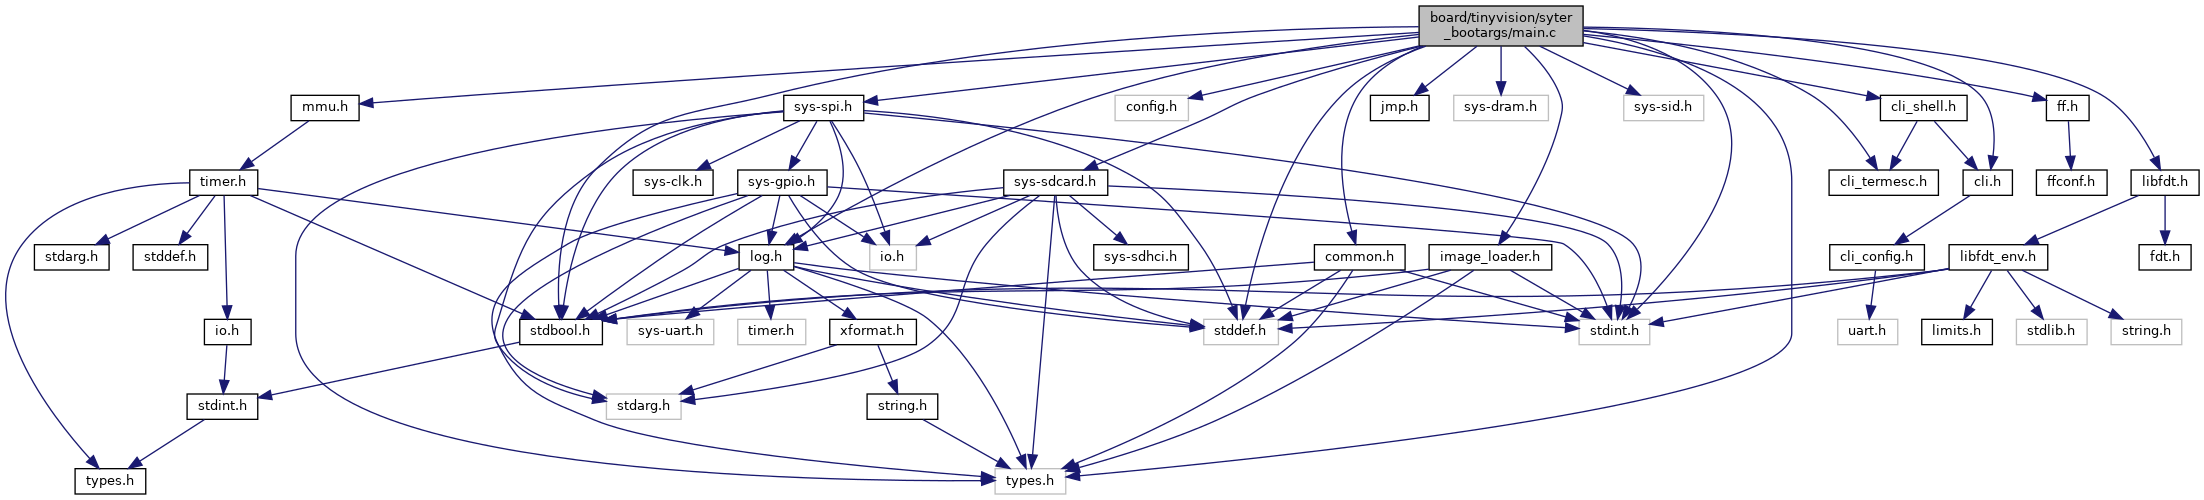 board/tinyvision/syter
_bootargs/main.c
mmu.h
sys-spi.h
config.h
jmp.h
sys-dram.h
sys-sid.h
cli_shell.h
ff.h
timer.h
sys-clk.h
sys-gpio.h
sys-sdcard.h
cli_termesc.h
cli.h
ffconf.h
libfdt.h
stdarg.h
stddef.h
log.h
io.h
sys-sdhci.h
common.h
image_loader.h
cli_config.h
libfdt_env.h
fdt.h
io.h
stdbool.h
sys-uart.h
timer.h
xformat.h
stddef.h
stdint.h
uart.h
limits.h
stdlib.h
string.h
stdint.h
stdarg.h
string.h
types.h
types.h